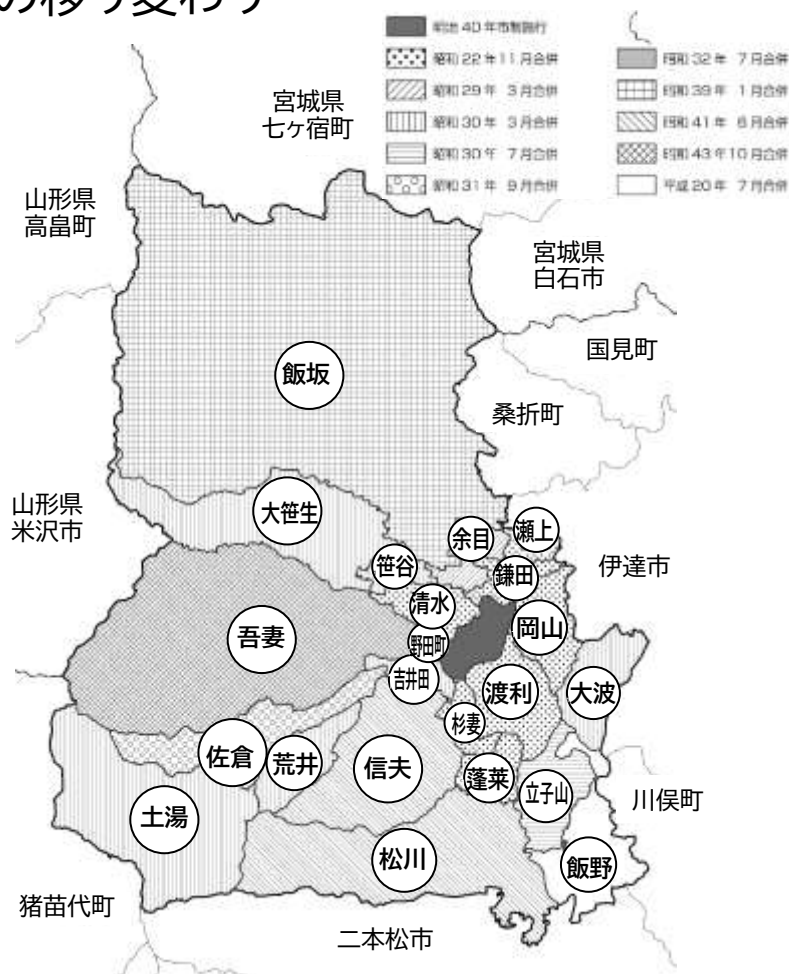 の移り変わり
明治40年市制施行
昭和22年11月合併
昭和29年 3月合併
昭和30年 3月合併
昭和30年 7月合併
昭和31年 9月合併
昭和32年 7月合併
昭和39年 1月合併
昭和41年 6月合併
昭和43年10月合併
平成20年 7月合併
宮城県
七ヶ宿町
山形県
高畠町
宮城県
白石市
国見町
飯坂
桑折町
山形県
米沢市
大笹生
余目
瀬上
笹谷
鎌田
伊達市
清水
吾妻
野田町
岡山
吉井田
渡利
大波
杉妻
佐倉
荒井
信夫
蓬莱
立子山
川俣町
土湯
松川
飯野
猪苗代町
二本松市